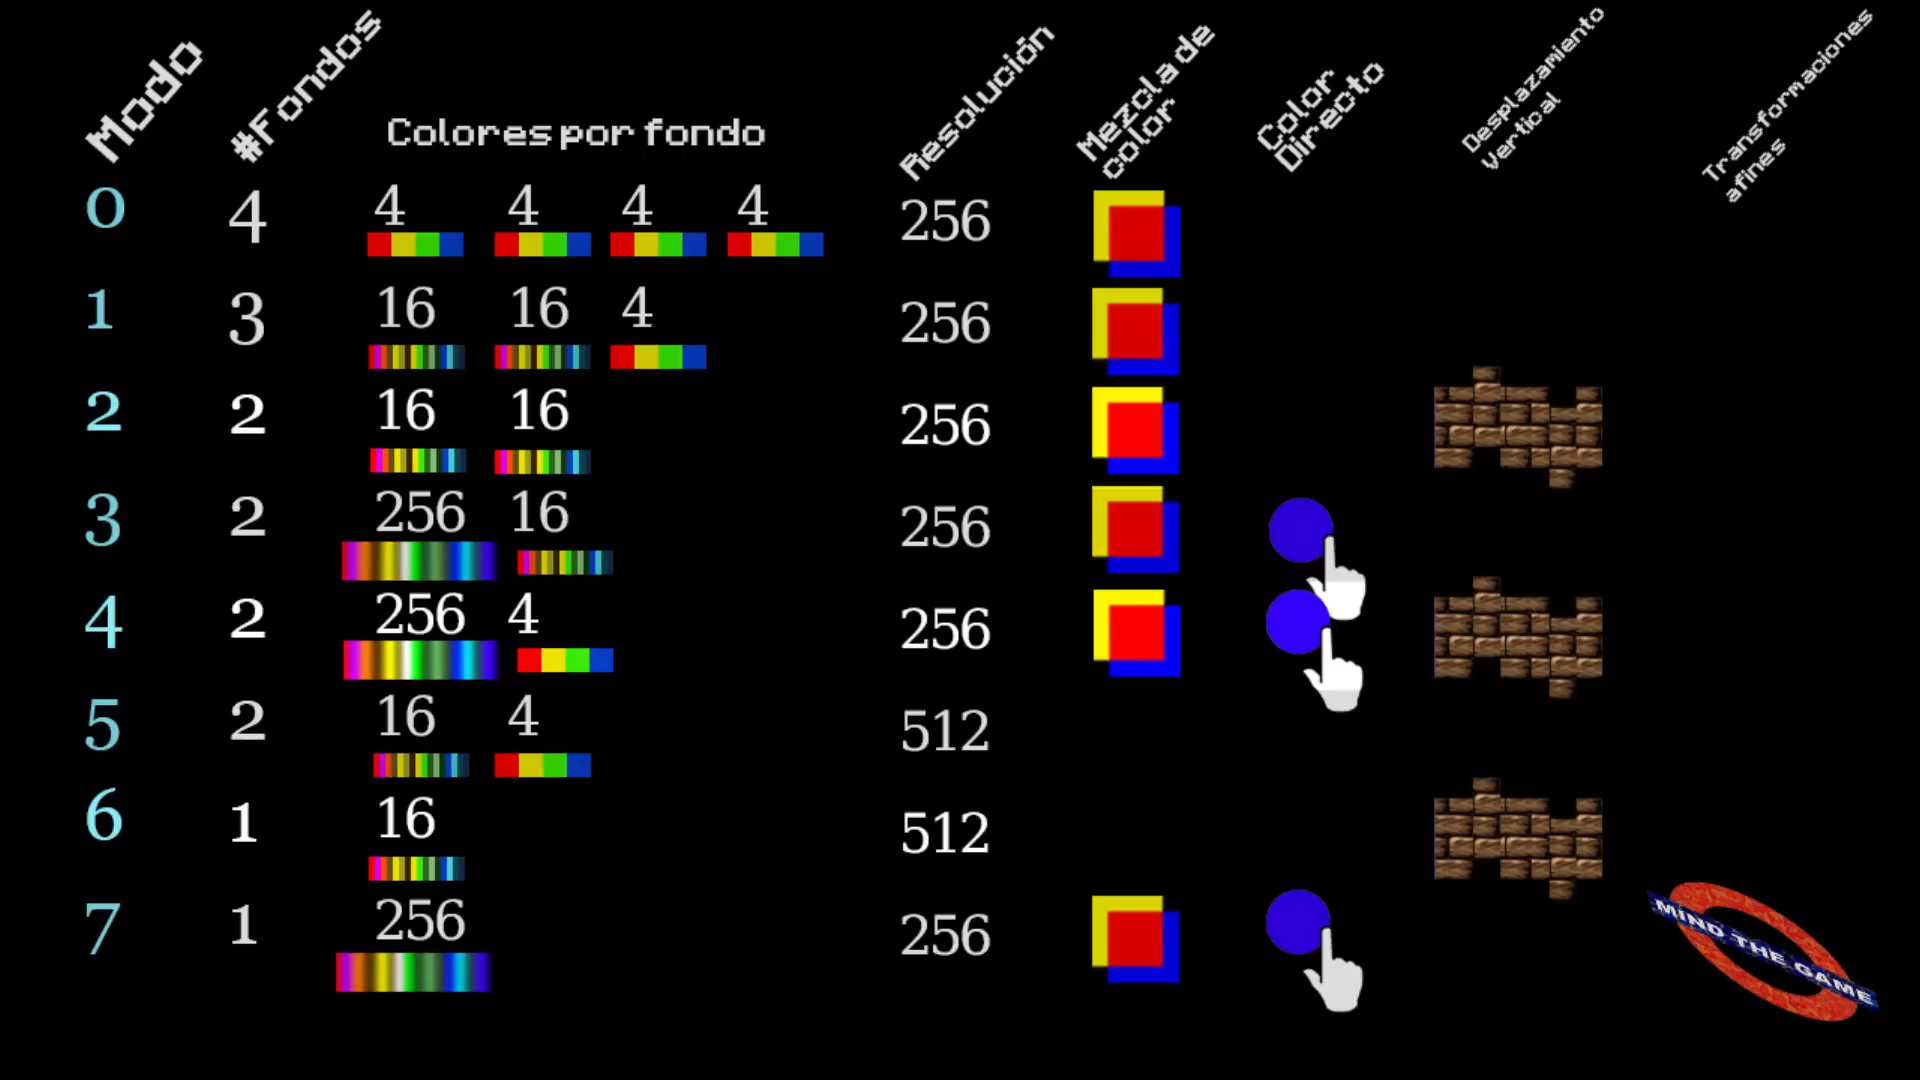 Modo
#Fondos
Colores por fondo
Resolución
Mezcla de
color
Color
Directo
Desplazamiento
Vertical
Transformaciones
afines
0 4 4 4 4 4 256
1 3 16 16 4 256
2 2 16 16 256
3 2 256 16 256
4 2 256 4 256
5 2 16 4 512
6 1 16 512
7 1 256 256
MIND THE GAME